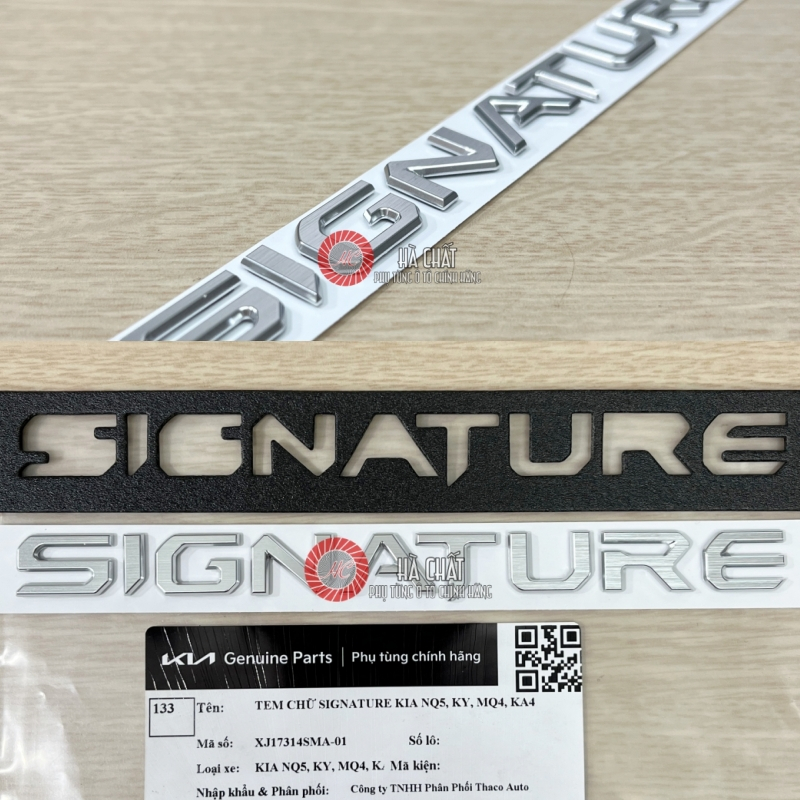 SIGNATURE
HÀ CHẤT
PHỤ TÙNG Ô TÔ CHÍNH HÃNG
SIGNATURE
SIGNATURE
HÀ CHẤT
PHỤ TÙNG Ô TÔ CHÍNH HÃNG
KIA Genuine Parts | Phụ tùng chính hãng
133 Tên: TEM CHỮ SIGNATURE KIA NQ5, KY, MQ4, KA4
Mã số: XJ17314SMA-01 Số lô:
Loại xe: KIA NQ5, KY, MQ4, KA Mã kiện:
Nhập khẩu & Phân phối: Công ty TNHH Phân Phối Thaco Auto